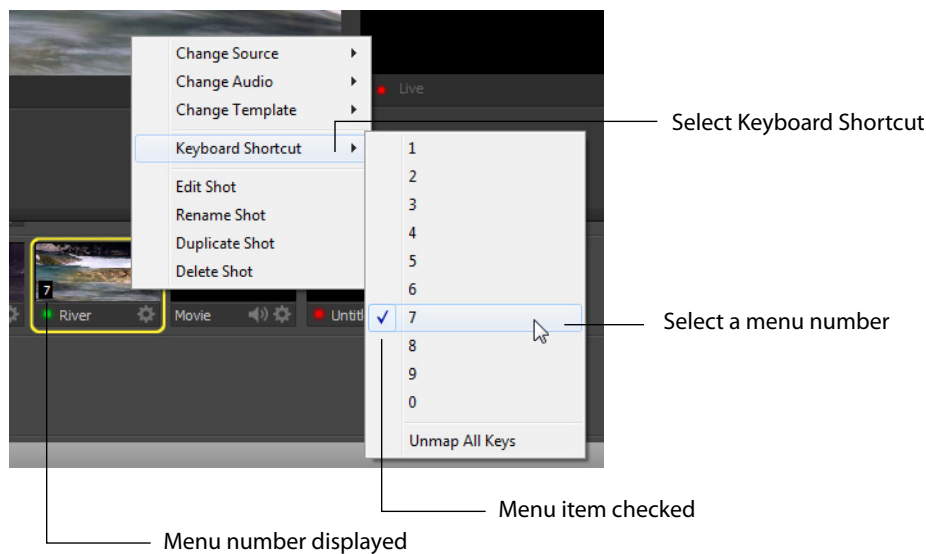 Change Source
Change Audio
Change Template
Live
Select Keyboard Shortcut
Keyboard Shortcut
1
2
3
4
5
6
7
8
9
0
Unmap All Keys
Edit Shot
Rename Shot
Duplicate Shot
Delete Shot
7
River
Movie
Untitl
Select a menu number
Menu item checked
Menu number displayed